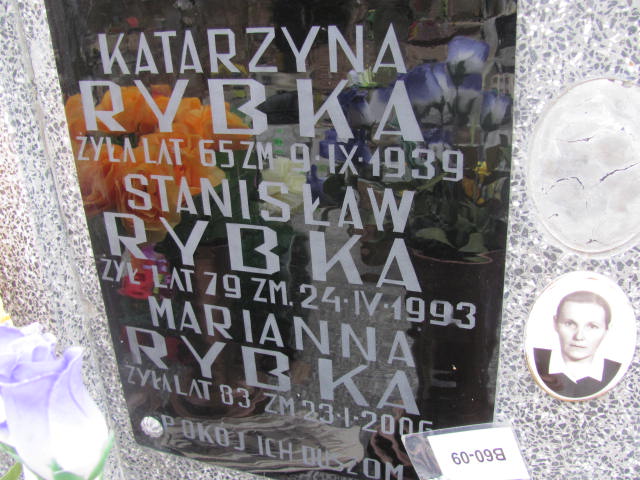 KATARZYNA
RYBKA
ŻYŁA LAT 65 ZM. 9·IX·1939
STANISŁAW
RYBKA
ŻYŁ LAT 79 ZM. 24·IV·1993
MARIANNA
RYBKA
ŻYŁA LAT 83 ZM 23·I·2006
POKÓJ ICH DUSZOM
B60-09